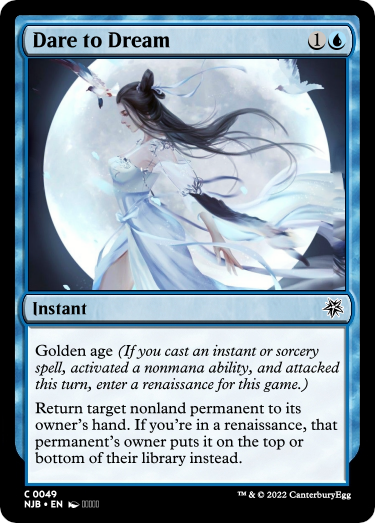 Dare to Dream 1
Instant
Golden age (If you cast an instant or sorcery
spell, activated a nonmana ability, and attacked
this turn, enter a renaissance for this game.)
Return target nonland permanent to its
owner's hand. If you're in a renaissance, that
permanent's owner puts it on the top or
bottom of their library instead.
C 0049
NJB • EN
™ & © 2022 CanterburyEgg